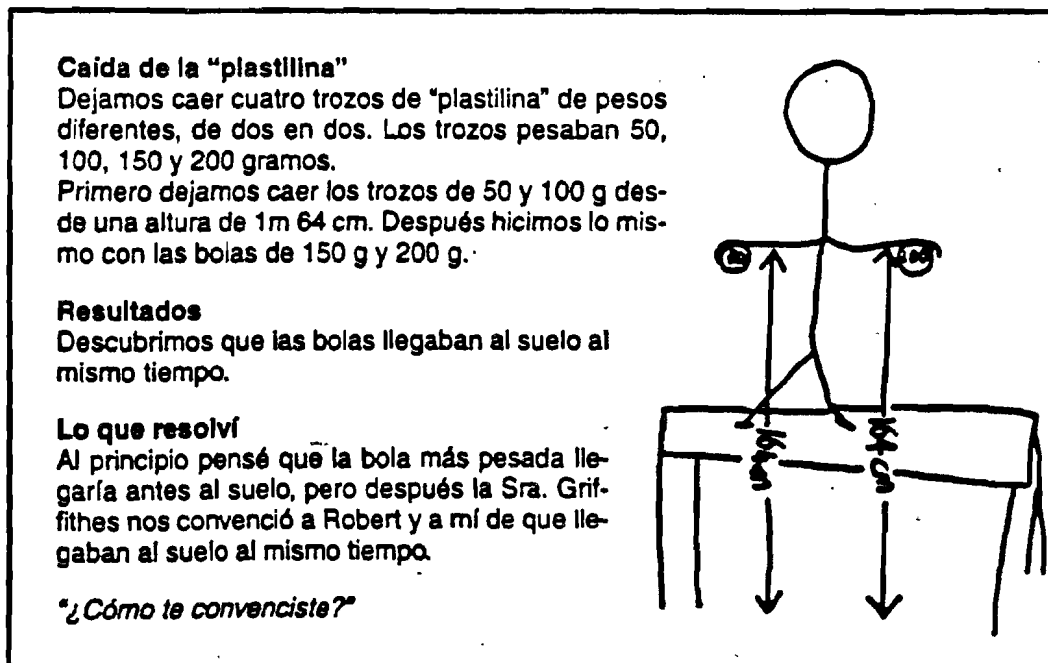 Caída de la "plastilina"
Dejamos caer cuatro trozos de "plastilina" de pesos
diferentes, de dos en dos. Los trozos pesaban 50,
100, 150 y 200 gramos.
Primero dejamos caer los trozos de 50 y 100 g des-
de una altura de 1m 64 cm. Después hicimos lo mis-
mo con las bolas de 150 g y 200 g.
Resultados
Descubrimos que las bolas llegaban al suelo al
mismo tiempo.
Lo que resolví
Al principio pensé que la bola más pesada lle-
garía antes al suelo, pero después la Sra. Grif-
fithes nos convenció a Robert y a mí de que lle-
gaban al suelo al mismo tiempo.
"¿Cómo te convenciste?"
164 cm
164 cm